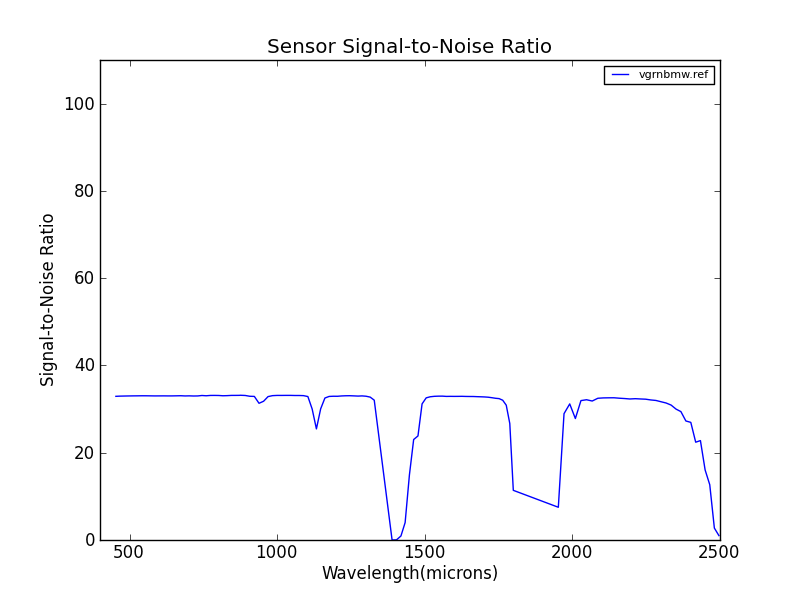 Sensor Signal-to-Noise Ratio
vgrnbmw.ref
100
80
60
40
20
0
Signal-to-Noise Ratio
500
1000
1500
2000
2500
Wavelength(microns)